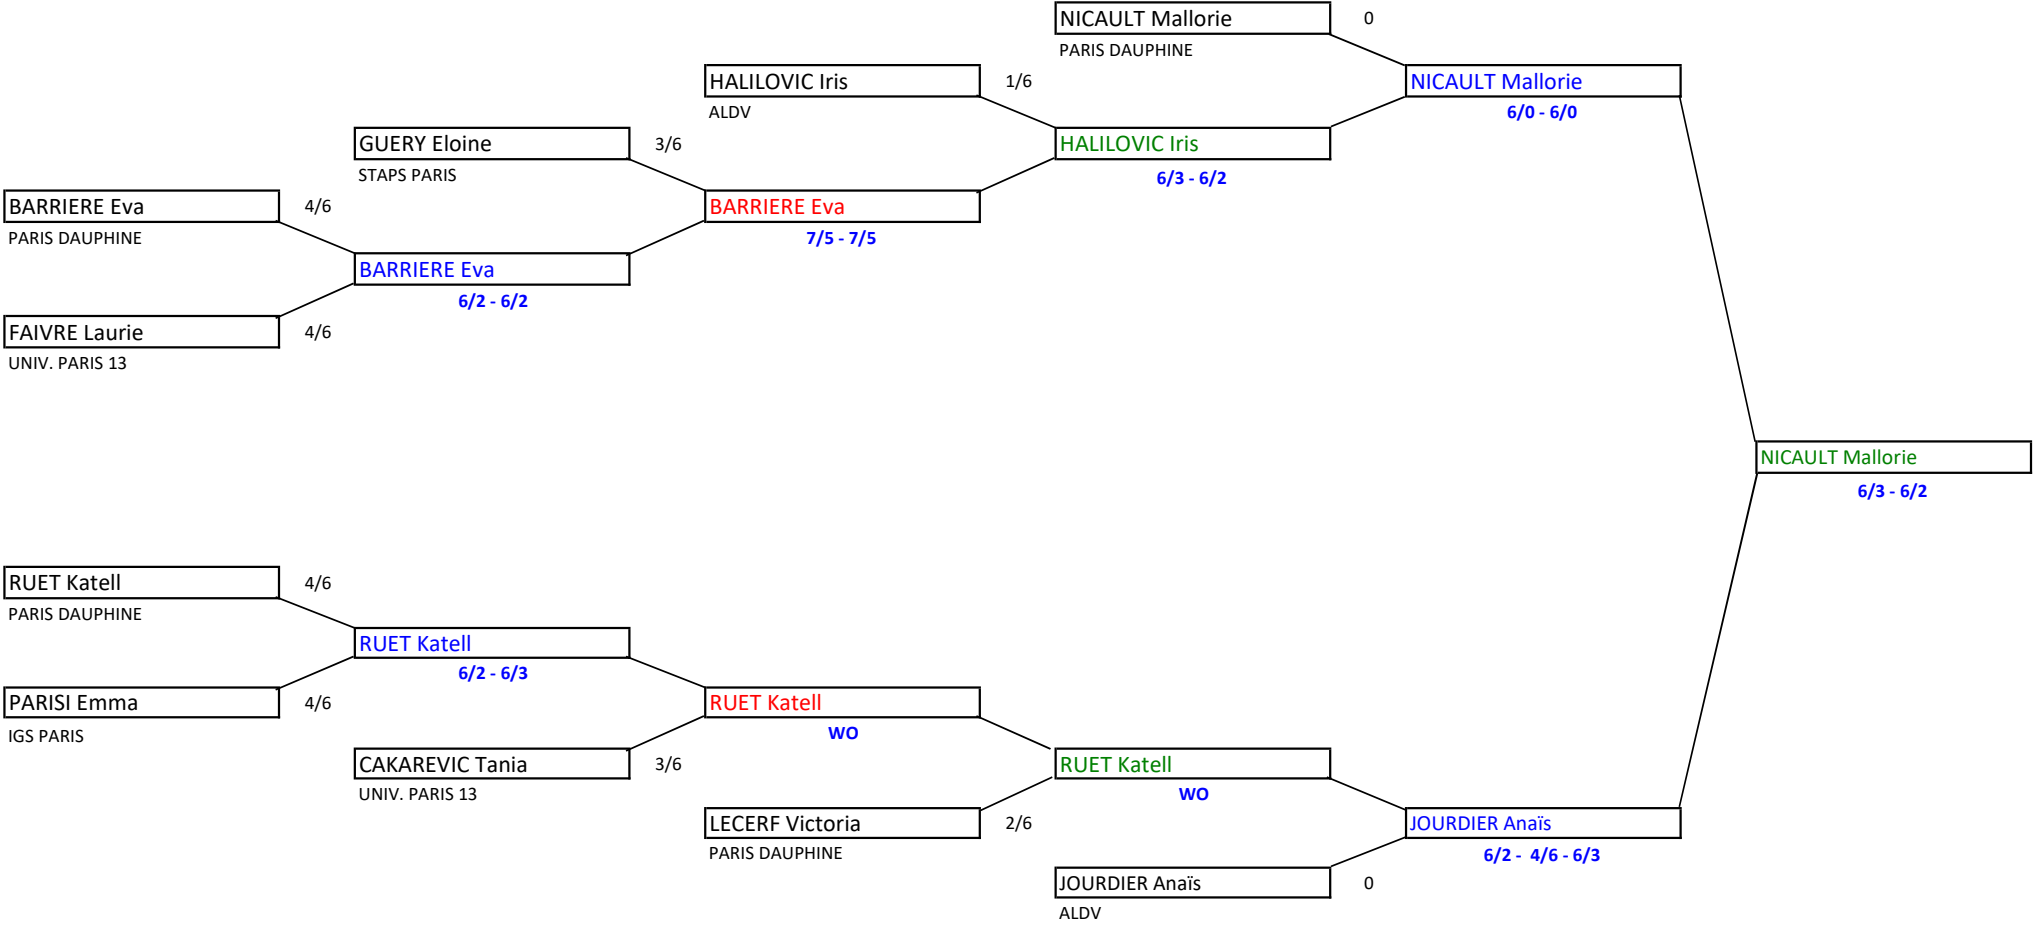 NICAULT Mallorie
0
PARIS DAUPHINE
HALILOVIC Iris
1/6
NICAULT Mallorie
ALDV
6/0 - 6/0
GUERY Eloine
3/6
HALILOVIC Iris
STAPS PARIS
6/3 - 6/2
BARRIERE Eva
4/6
BARRIERE Eva
PARIS DAUPHINE
7/5 - 7/5
BARRIERE Eva
6/2 - 6/2
FAIVRE Laurie
4/6
UNIV. PARIS 13
NICAULT Mallorie
6/3 - 6/2
RUET Katell
4/6
PARIS DAUPHINE
RUET Katell
6/2 - 6/3
PARISI Emma
4/6
RUET Katell
IGS PARIS
WO
CAKAREVIC Tania
3/6
RUET Katell
UNIV. PARIS 13
WO
LECERF Victoria
2/6
JOURDIER Anaïs
PARIS DAUPHINE
6/2 - 4/6 - 6/3
JOURDIER Anaïs
0
ALDV